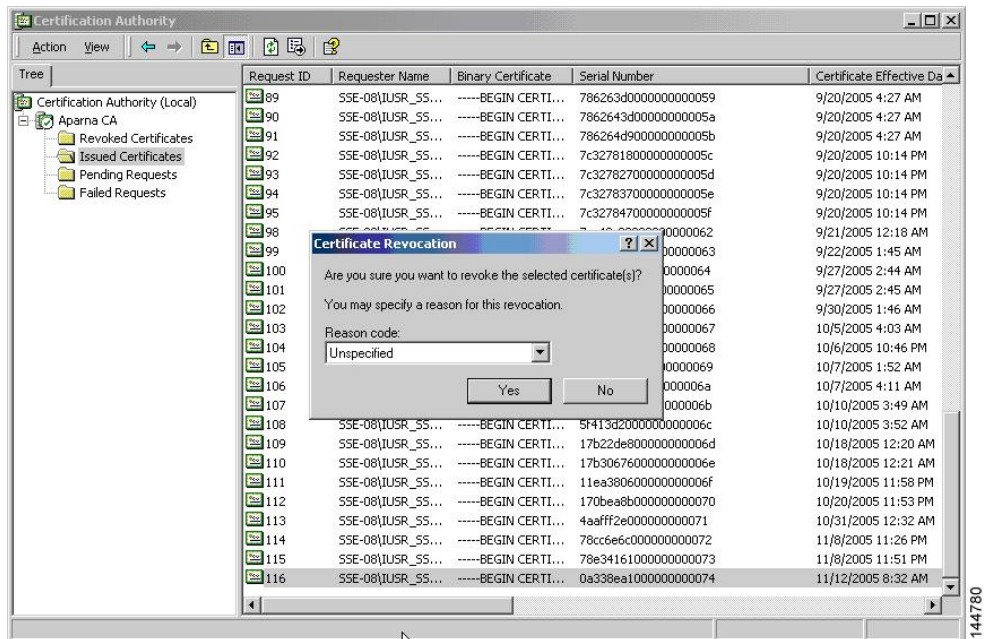 Certification Authority
Action View
Tree
Certification Authority (Local)
Aparna CA
Revoked Certificates
Issued Certificates
Pending Requests
Failed Requests
Request ID Requester Name Binary Certificate Serial Number Certificate Effective Da
89 SSE-08\IUSR_SS... -----BEGIN CERTI... 786263d0000000000059 9/20/2005 4:27 AM
90 SSE-08\IUSR_SS... -----BEGIN CERTI... 7862643d00000000005a 9/20/2005 4:27 AM
91 SSE-08\IUSR_SS... -----BEGIN CERTI... 786264d900000000005b 9/20/2005 4:27 AM
92 SSE-08\IUSR_SS... -----BEGIN CERTI... 7c32781800000000005c 9/20/2005 10:14 PM
93 SSE-08\IUSR_SS... -----BEGIN CERTI... 7c32782700000000005d 9/20/2005 10:14 PM
94 SSE-08\IUSR_SS... -----BEGIN CERTI... 7c32783700000000005e 9/20/2005 10:14 PM
95 SSE-08\IUSR_SS... -----BEGIN CERTI... 7c32784700000000005f 9/20/2005 10:14 PM
98 0000062 9/21/2005 12:18 AM
99 0000063 9/22/2005 1:45 AM
100 0000064 9/27/2005 2:44 AM
101 0000065 9/27/2005 2:45 AM
102 0000066 9/30/2005 1:46 AM
103 0000067 10/5/2005 4:03 AM
104 0000068 10/6/2005 10:46 PM
105 0000069 10/7/2005 1:52 AM
106 000006a 10/7/2005 4:11 AM
107 000006b 10/10/2005 3:49 AM
108 SSE-08\IUSR_SS... -----BEGIN CERTI... 5f413d2000000000006c 10/10/2005 3:52 AM
109 SSE-08\IUSR_SS... -----BEGIN CERTI... 17b22de800000000006d 10/18/2005 12:20 AM
110 SSE-08\IUSR_SS... -----BEGIN CERTI... 17b3067600000000006e 10/18/2005 12:21 AM
111 SSE-08\IUSR_SS... -----BEGIN CERTI... 11ea380600000000006f 10/19/2005 11:58 PM
112 SSE-08\IUSR_SS... -----BEGIN CERTI... 170bea8b000000000070 10/20/2005 11:53 PM
113 SSE-08\IUSR_SS... -----BEGIN CERTI... 4aafff2e000000000071 10/31/2005 12:32 AM
114 SSE-08\IUSR_SS... -----BEGIN CERTI... 78cc6e6c000000000072 11/8/2005 11:26 PM
115 SSE-08\IUSR_SS... -----BEGIN CERTI... 78e34161000000000073 11/8/2005 11:51 PM
116 SSE-08\IUSR_SS... -----BEGIN CERTI... 0a338ea1000000000074 11/12/2005 8:32 AM
Certificate Revocation
Are you sure you want to revoke the selected certificate(s)?
You may specify a reason for this revocation.
Reason code:
Unspecified
Yes No
144780